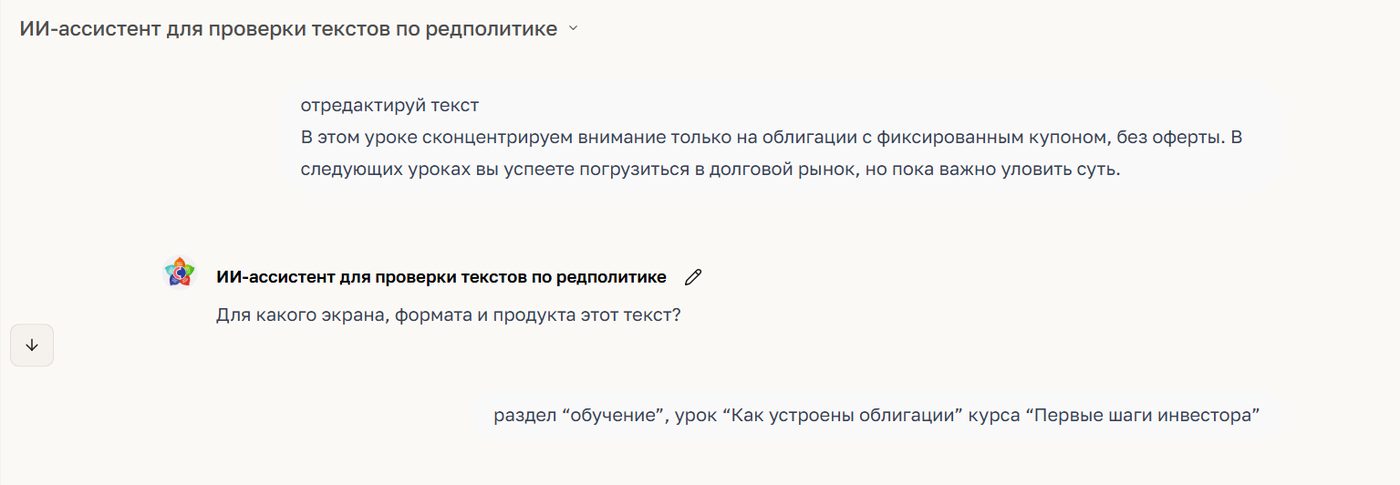 ИИ-ассистент для проверки текстов по редполитике
отредактируй текст
В этом уроке сконцентрируем внимание только на облигации с фиксированным купоном, без оферты. В
следующих уроках вы успеете погрузиться в долговой рынок, но пока важно уловить суть.
ИИ-ассистент для проверки текстов по редполитике
Для какого экрана, формата и продукта этот текст?
раздел “обучение”, урок “Как устроены облигации” курса “Первые шаги инвестора”